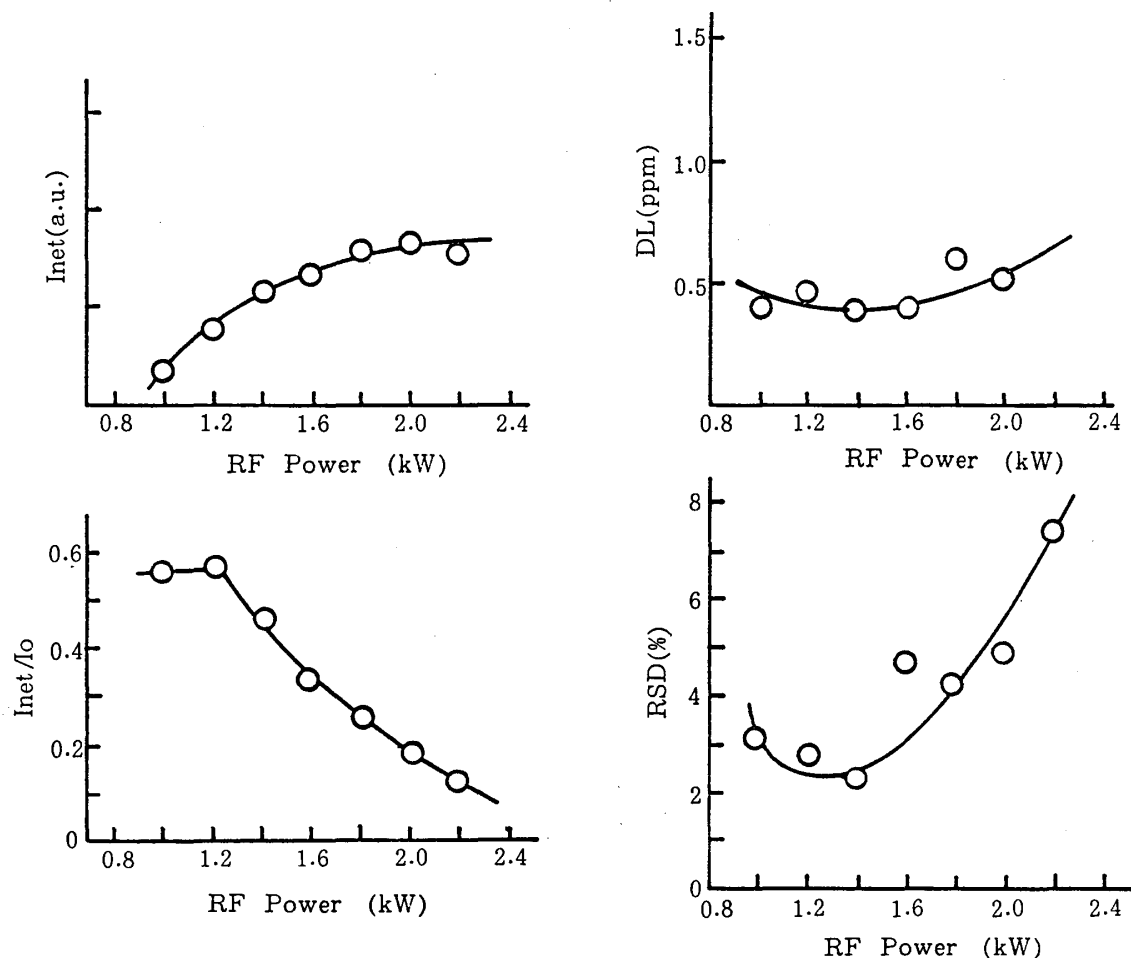 Inet(a.u.)
0.8 1.2 1.6 2.0 2.4
RF Power (kW)
1.5
1.0
0.5
DL(ppm)
0.8 1.2 1.6 2.0 2.4
RF Power (kW)
0.6
0.4
0.2
0
Inet/Io
0.8 1.2 1.6 2.0 2.4
RF Power (kW)
8
6
4
2
0
RSD(%)
0.8 1.2 1.6 2.0 2.4
RF Power (kW)